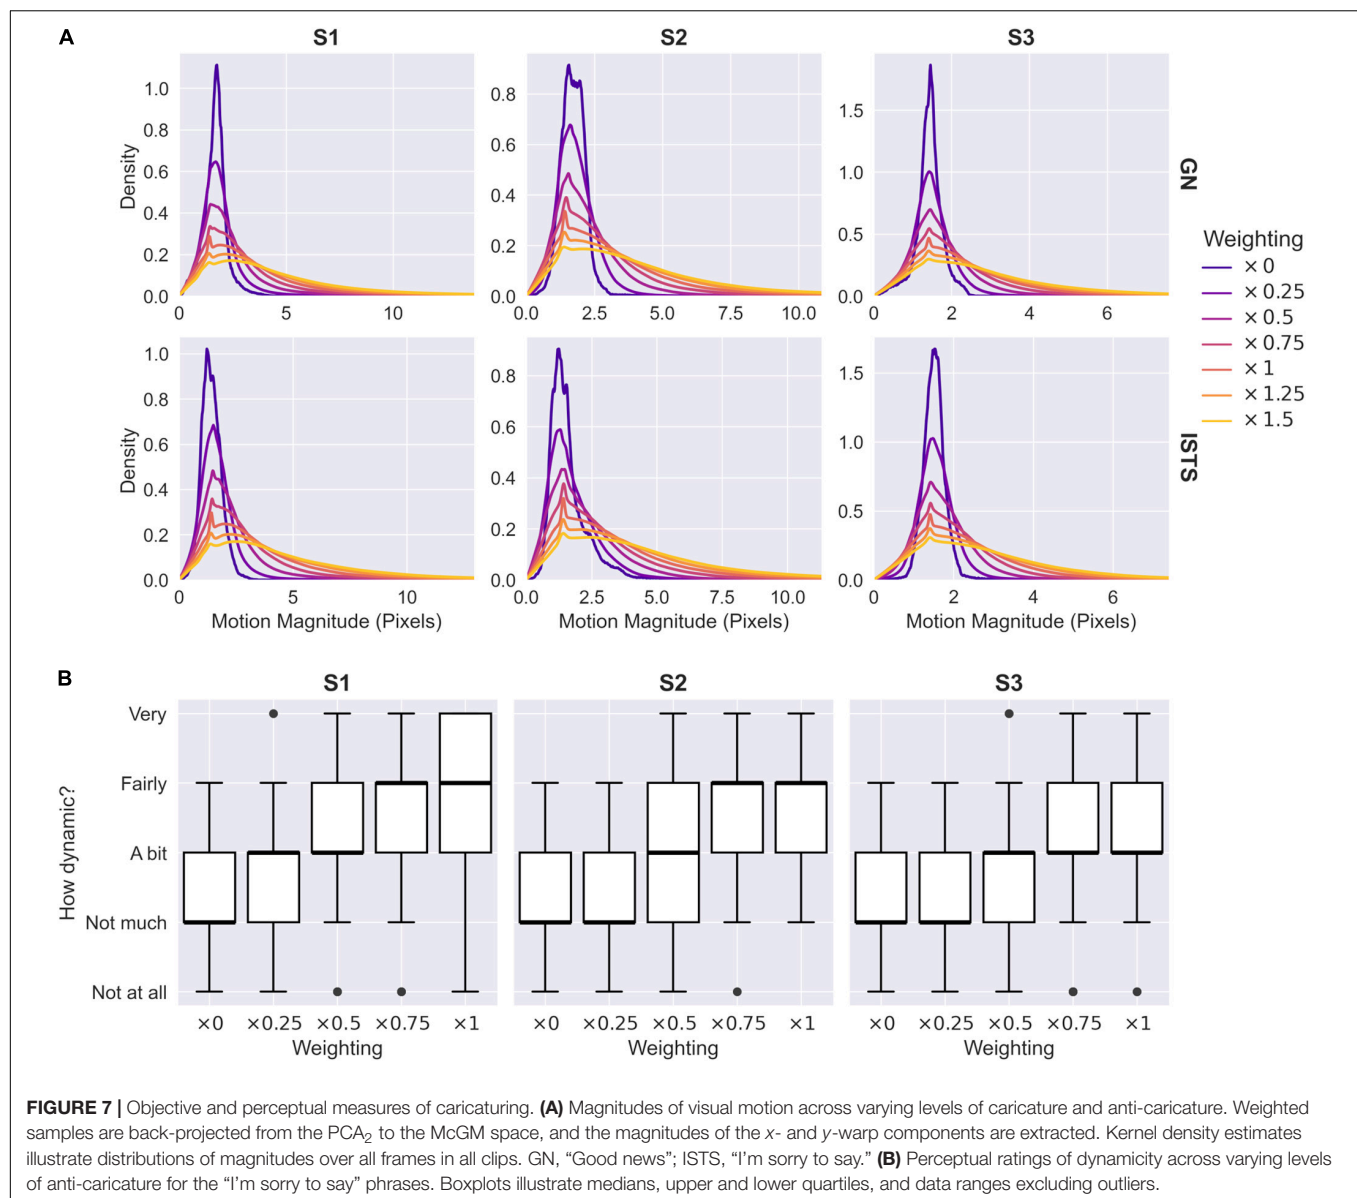 A
S1 S2 S3
1.0 0.8 0.6 0.4 0.2 0.0
Density
0 5 10
0.8 0.6 0.4 0.2 0.0
0.0 2.5 5.0 7.5 10.0
1.5 1.0 0.5 0.0
0 2 4 6
GN
1.0 0.8 0.6 0.4 0.2 0.0
Density
0 5 10
Motion Magnitude (Pixels)
0.8 0.6 0.4 0.2 0.0
0.0 2.5 5.0 7.5 10.0
Motion Magnitude (Pixels)
1.5 1.0 0.5 0.0
0 2 4 6
Motion Magnitude (Pixels)
ISTS
Weighting
×0
×0.25
×0.5
×0.75
×1
×1.25
×1.5
B
S1 S2 S3
How dynamic?
Very
Fairly
A bit
Not much
Not at all
×0 ×0.25 ×0.5 ×0.75 ×1
Weighting
×0 ×0.25 ×0.5 ×0.75 ×1
Weighting
×0 ×0.25 ×0.5 ×0.75 ×1
Weighting
FIGURE 7 | Objective and perceptual measures of caricaturing. (A) Magnitudes of visual motion across varying levels of caricature and anti-caricature. Weighted
samples are back-projected from the PCA₂ to the McGM space, and the magnitudes of the x- and y-warp components are extracted. Kernel density estimates
illustrate distributions of magnitudes over all frames in all clips. GN, “Good news”; ISTS, “I’m sorry to say.” (B) Perceptual ratings of dynamicity across varying levels
of anti-caricature for the “I’m sorry to say” phrases. Boxplots illustrate medians, upper and lower quartiles, and data ranges excluding outliers.